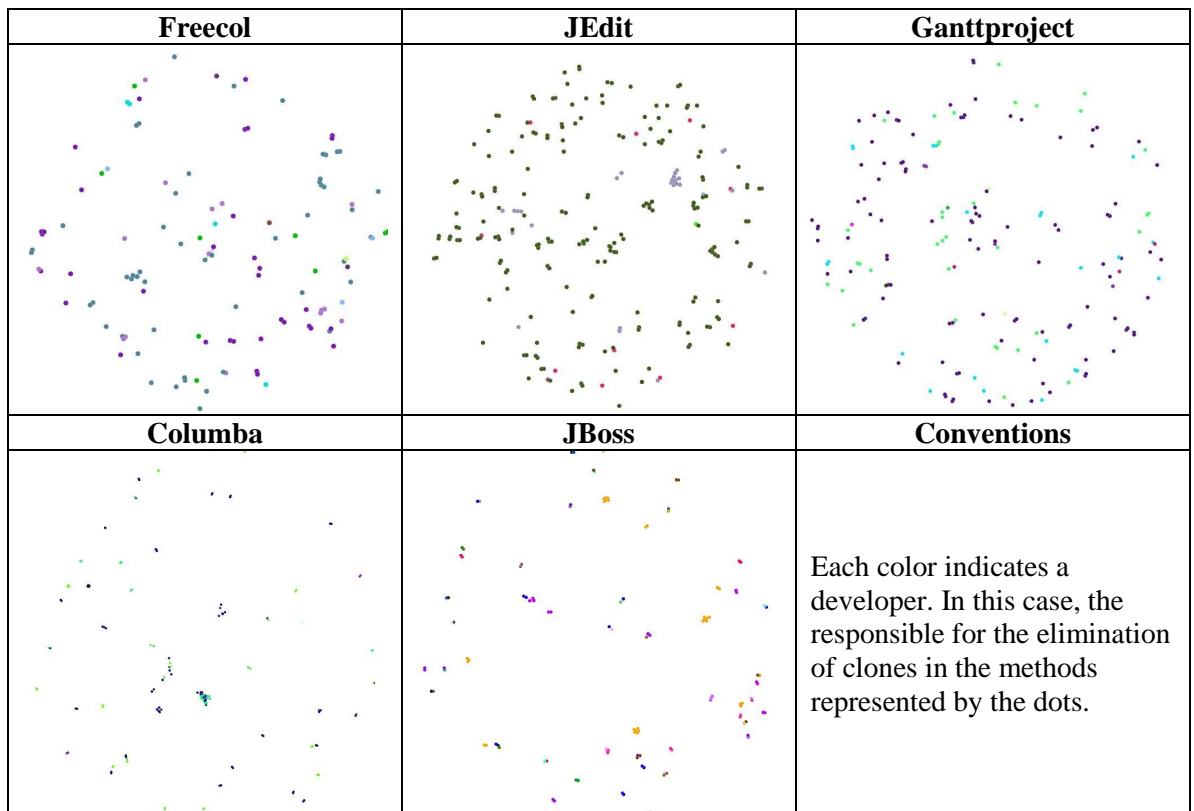 Freecol
JEdit
Ganttproject
Columba
JBoss
Conventions
Each color indicates a
developer. In this case, the
responsible for the elimination
of clones in the methods
represented by the dots.